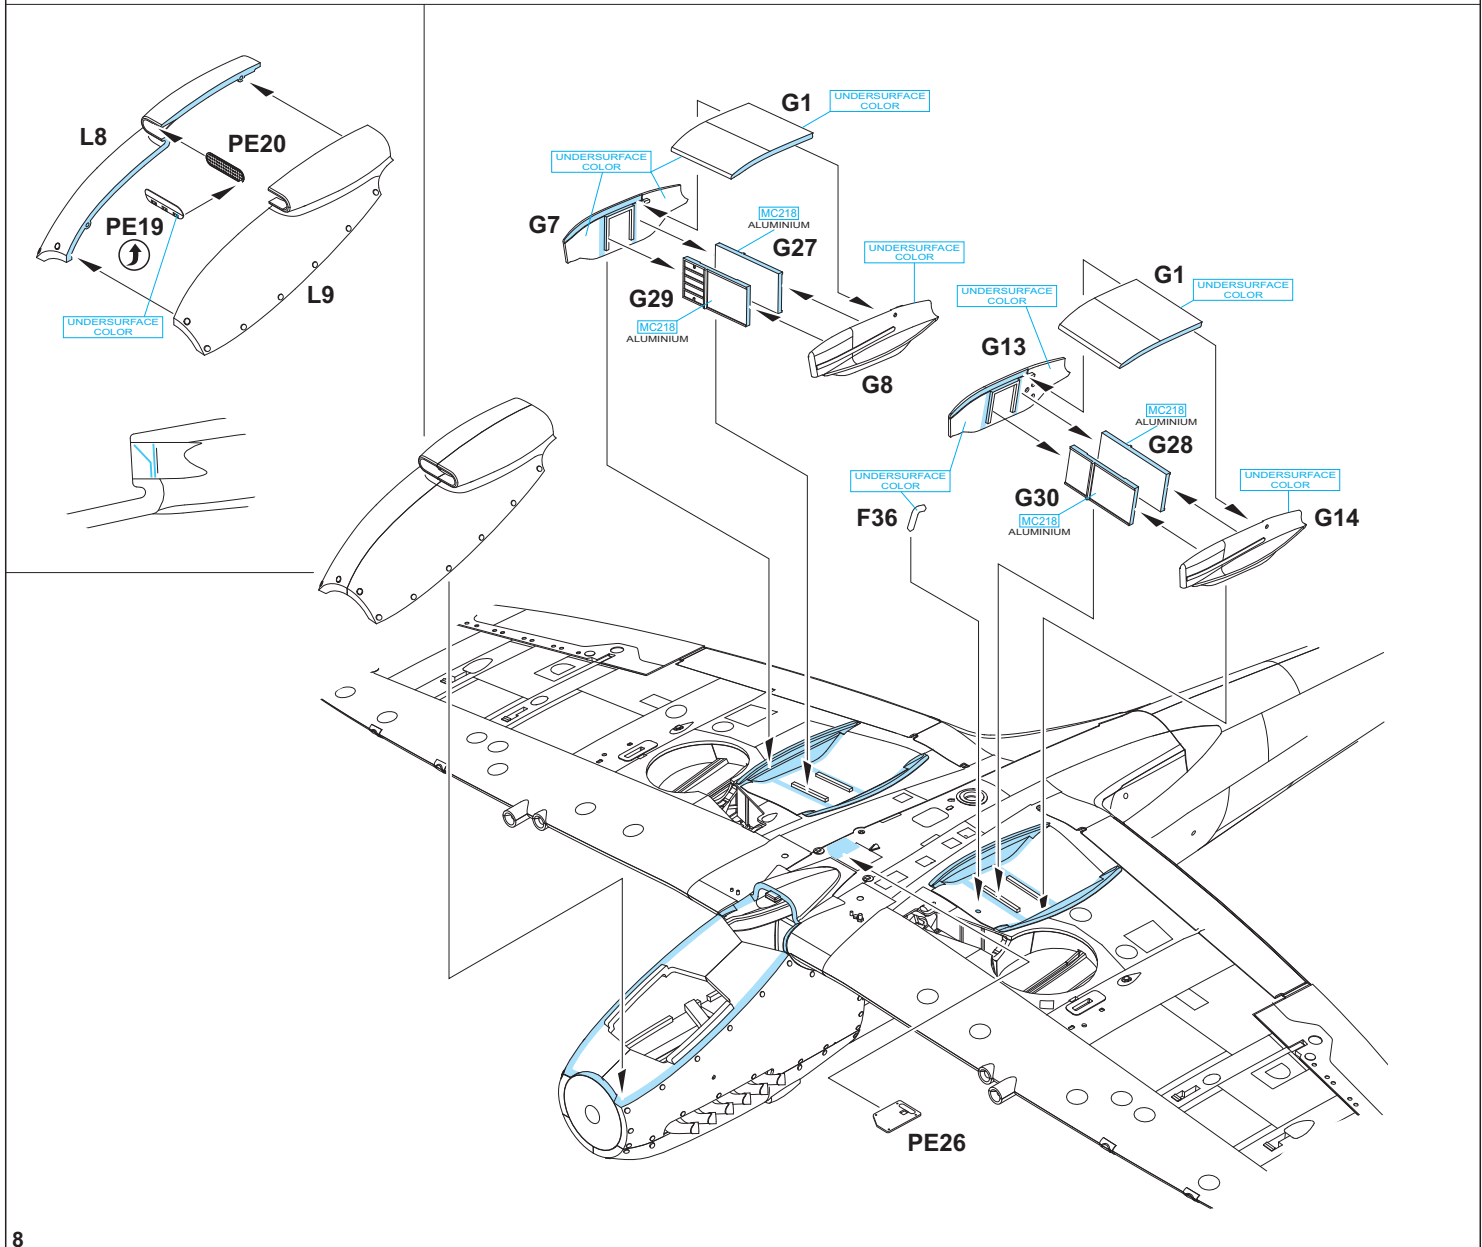 L8
PE20
PE19
L9
UNDERSURFACE
COLOR
G1
UNDERSURFACE
COLOR
UNDERSURFACE
COLOR
G7
MC218
ALUMINIUM
G27
G29
MC218
ALUMINIUM
UNDERSURFACE
COLOR
G8
G1
UNDERSURFACE
COLOR
UNDERSURFACE
COLOR
G13
MC218
ALUMINIUM
G28
UNDERSURFACE
COLOR
F36
G30
MC218
ALUMINIUM
UNDERSURFACE
COLOR
G14
PE26
8